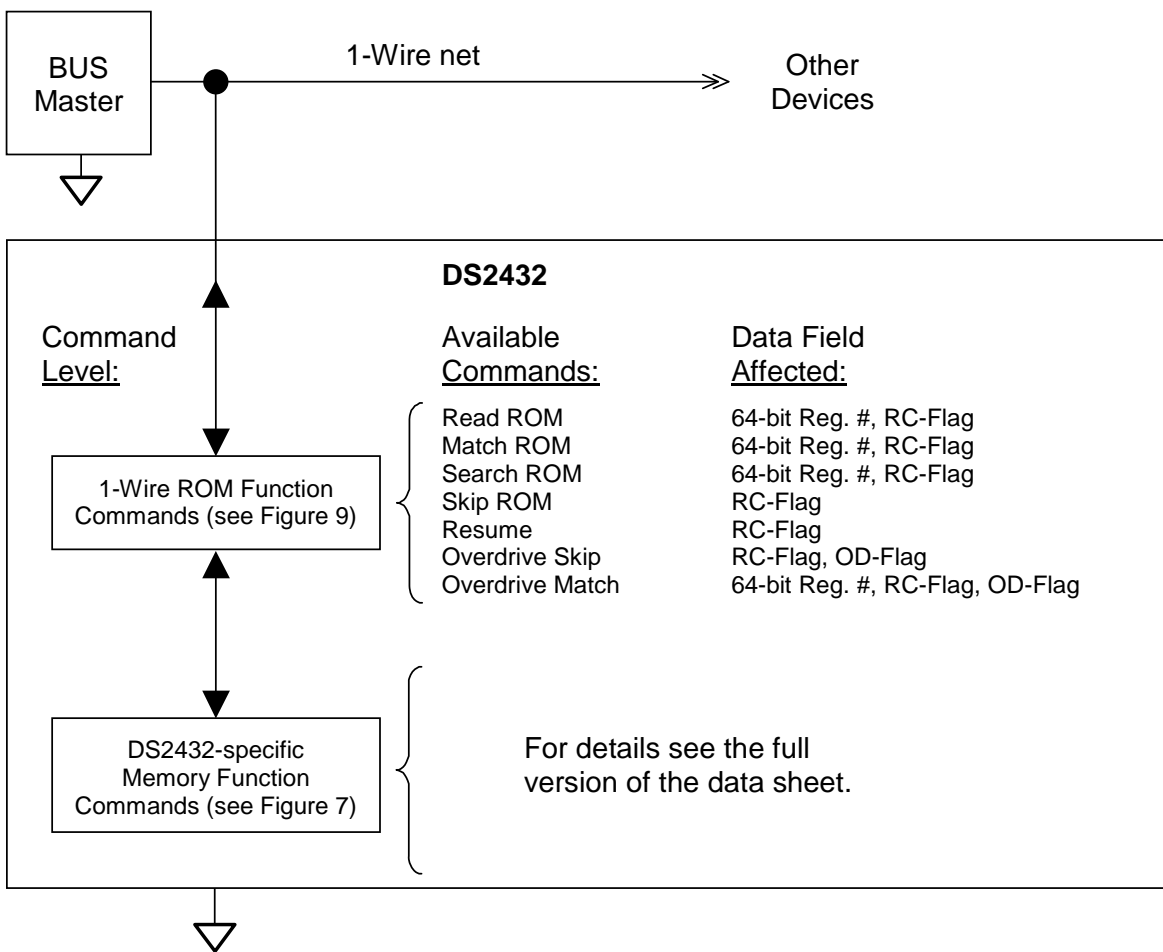 BUS
Master
1-Wire net
Other
Devices
DS2432
Command
Level:
Available
Commands:
Data Field
Affected:
Read ROM 64-bit Reg. #, RC-Flag
Match ROM 64-bit Reg. #, RC-Flag
Search ROM 64-bit Reg. #, RC-Flag
Skip ROM RC-Flag
Resume RC-Flag
Overdrive Skip RC-Flag, OD-Flag
Overdrive Match 64-bit Reg. #, RC-Flag, OD-Flag
1-Wire ROM Function
Commands (see Figure 9)
DS2432-specific
Memory Function
Commands (see Figure 7)
For details see the full
version of the data sheet.